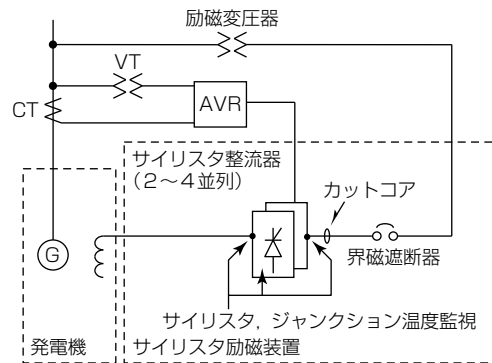 励磁変圧器
VT
CT
AVR
サイリスタ整流器
（2〜4並列）
カットコア
G
界磁遮断器
サイリスタ，ジャンクション温度監視
発電機
サイリスタ励磁装置